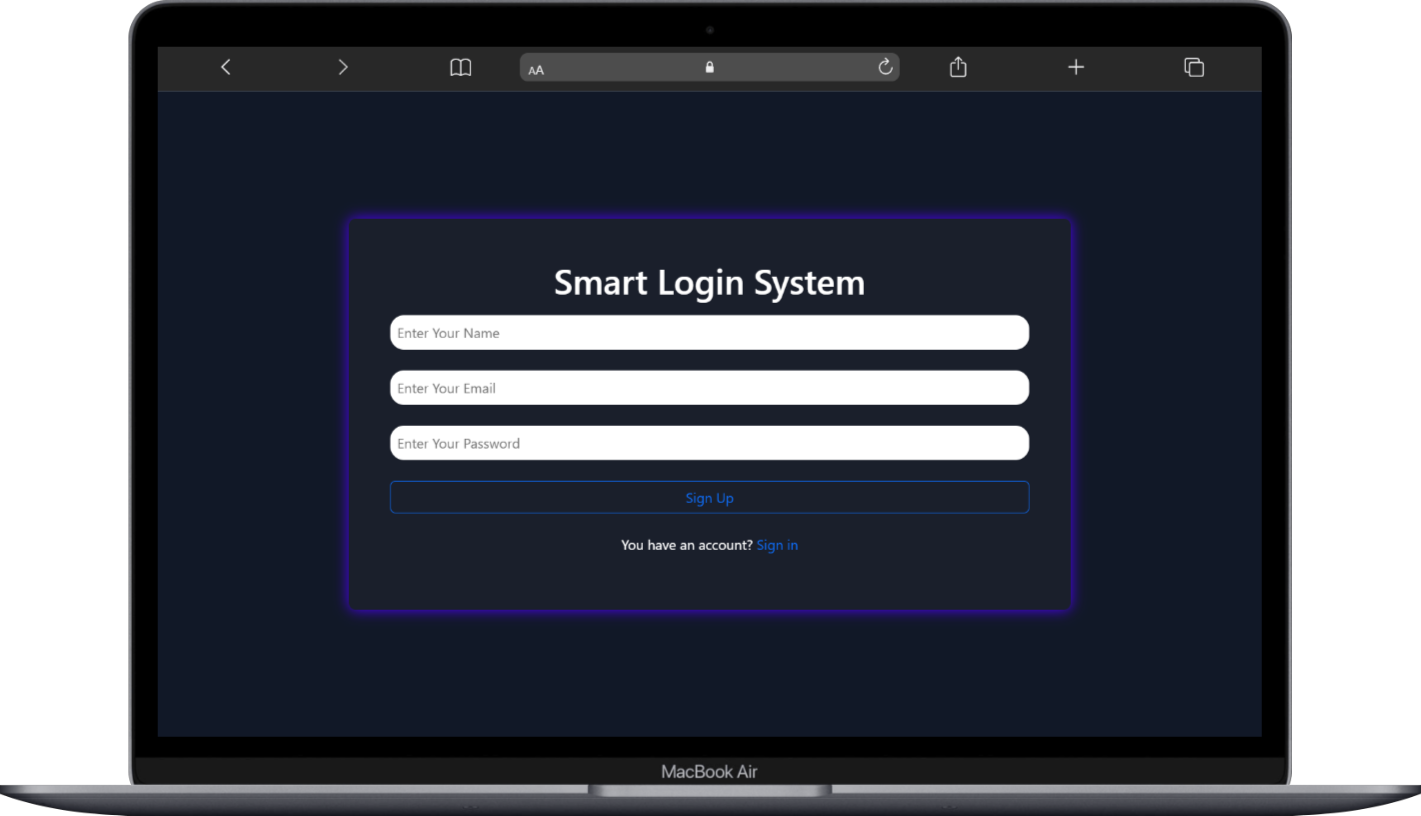 AA
Smart Login System
Enter Your Name
Enter Your Email
Enter Your Password
Sign Up
You have an account? Sign in
MacBook Air